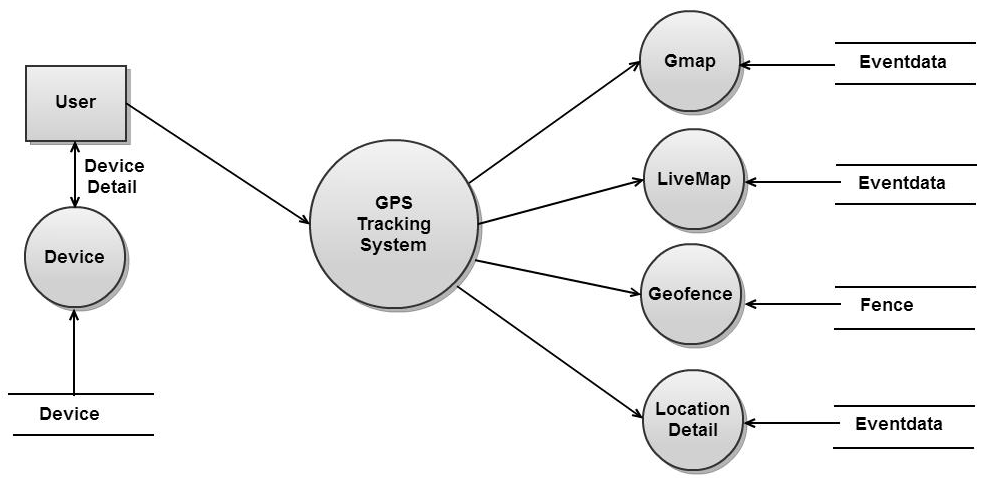 User
Device
Detail
Device
Device
GPS
Tracking
System
Gmap
LiveMap
Geofence
Location
Detail
Eventdata
Eventdata
Fence
Eventdata